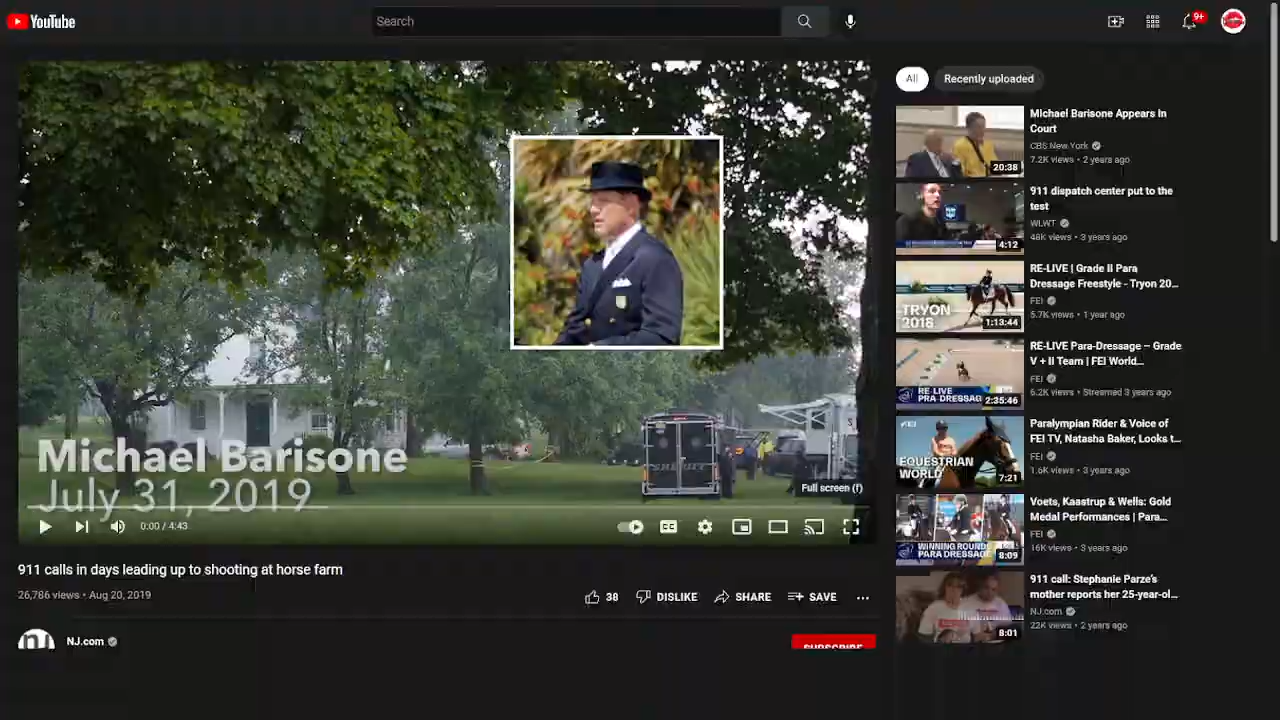 YouTube
Search
9+
Michael Barisone
July 31, 2019
SHERIFF
Full screen (f)
0:00 / 4:43
CC
911 calls in days leading up to shooting at horse farm
26,786 views • Aug 20, 2019
38
DISLIKE
SHARE
SAVE
NJ.com
SUBSCRIBE
All
Recently uploaded
20:38
Michael Barisone Appears In
Court
CBS New York
7.2K views • 2 years ago
4:12
911 dispatch center put to the
test
WLWT
48K views • 3 years ago
TRYON
2018
1:13:44
RE-LIVE | Grade II Para
Dressage Freestyle - Tryon 20...
FEI
5.7K views • 1 year ago
RE-LIVE
PRA-DRESSAG
2:35:46
RE-LIVE Para-Dressage – Grade
V + II Team | FEI World...
FEI
6.2K views • Streamed 3 years ago
FEI
EQUESTRIAN
WORLD
7:21
Paralympian Rider & Voice of
FEI TV, Natasha Baker, Looks t...
FEI
1.6K views • 3 years ago
WINNING ROUNDS
PARA DRESSAGE
8:09
Voets, Kaastrup & Wells: Gold
Medal Performances | Para...
FEI
16K views • 3 years ago
8:01
911 call: Stephanie Parze's
mother reports her 25-year-ol...
NJ.com
22K views • 2 years ago